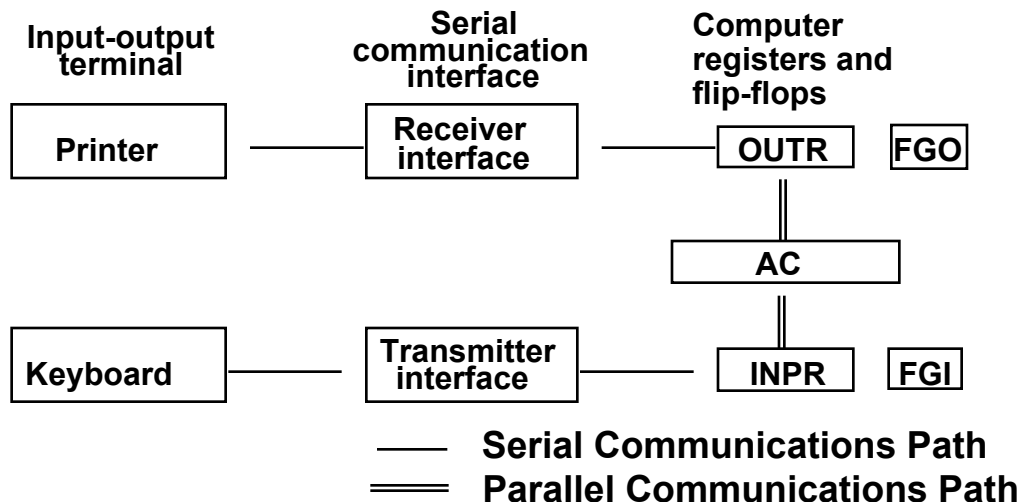 Input-output
terminal
Serial
communication
interface
Computer
registers and
flip-flops
Printer
Receiver
interface
OUTR
FGO
AC
Keyboard
Transmitter
interface
INPR
FGI
Serial Communications Path
Parallel Communications Path